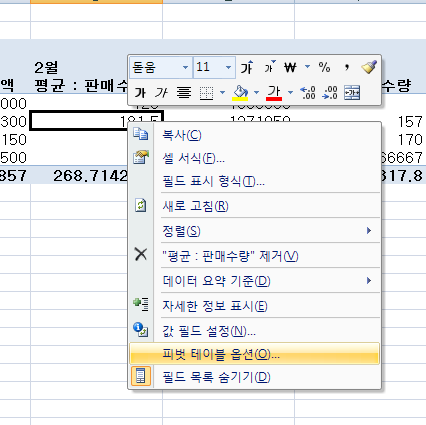 2월
액 평균 : 판매수 수량
돋움 11 가 가 ₩ % ,
가 가 가
000
300 181.5 1271050 157
150 170
500 66667
857 268.7142 317.8
복사(C)
셀 서식(F)...
필드 표시 형식(T)...
새로 고침(R)
정렬(S)
"평균 : 판매수량" 제거(V)
데이터 요약 기준(D)
자세한 정보 표시(E)
값 필드 설정(N)...
피벗 테이블 옵션(O)...
필드 목록 숨기기(D)